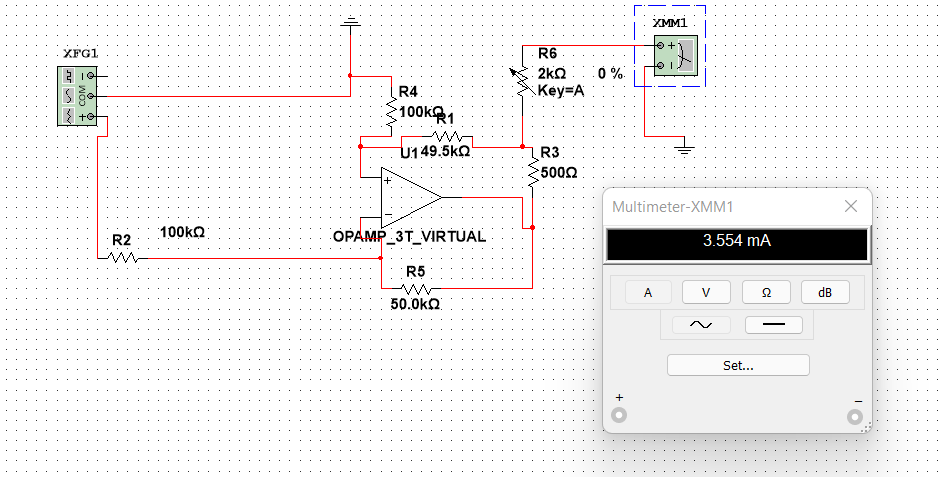 XFG1
COM
R4
100kΩ
R1
49.5kΩ
U1
R6
2kΩ
Key=A
0 %
XMM1
R3
500Ω
OPAMP_3T_VIRTUAL
R2
100kΩ
R5
50.0kΩ
Multimeter-XMM1
3.554 mA
A V Ω dB
Set...
+ −